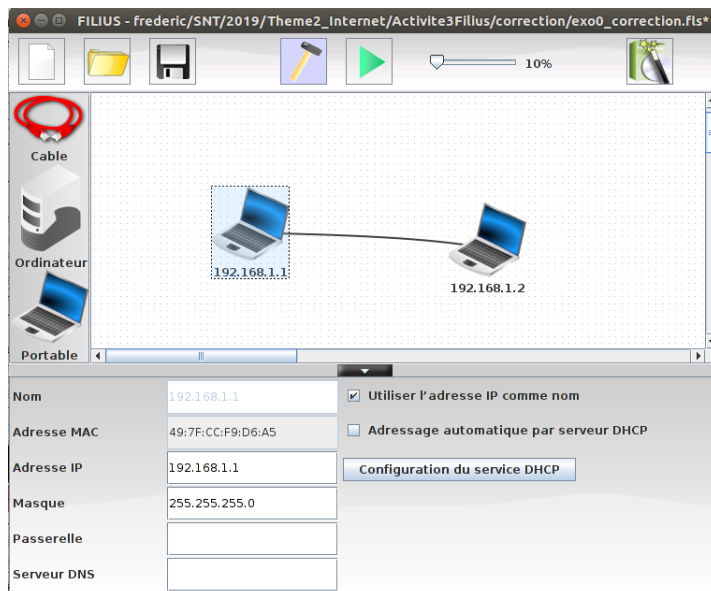 FILIUS - frederic/SNT/2019/Theme2_Internet/Activite3Filius/correction/exo0_correction.fls*
10%
Cable
Ordinateur
Portable
192.168.1.1
192.168.1.2
Nom
192.168.1.1
Utiliser l'adresse IP comme nom
Adresse MAC
49:7F:CC:F9:D6:A5
Adressage automatique par serveur DHCP
Adresse IP
192.168.1.1
Configuration du service DHCP
Masque
255.255.255.0
Passerelle
Serveur DNS